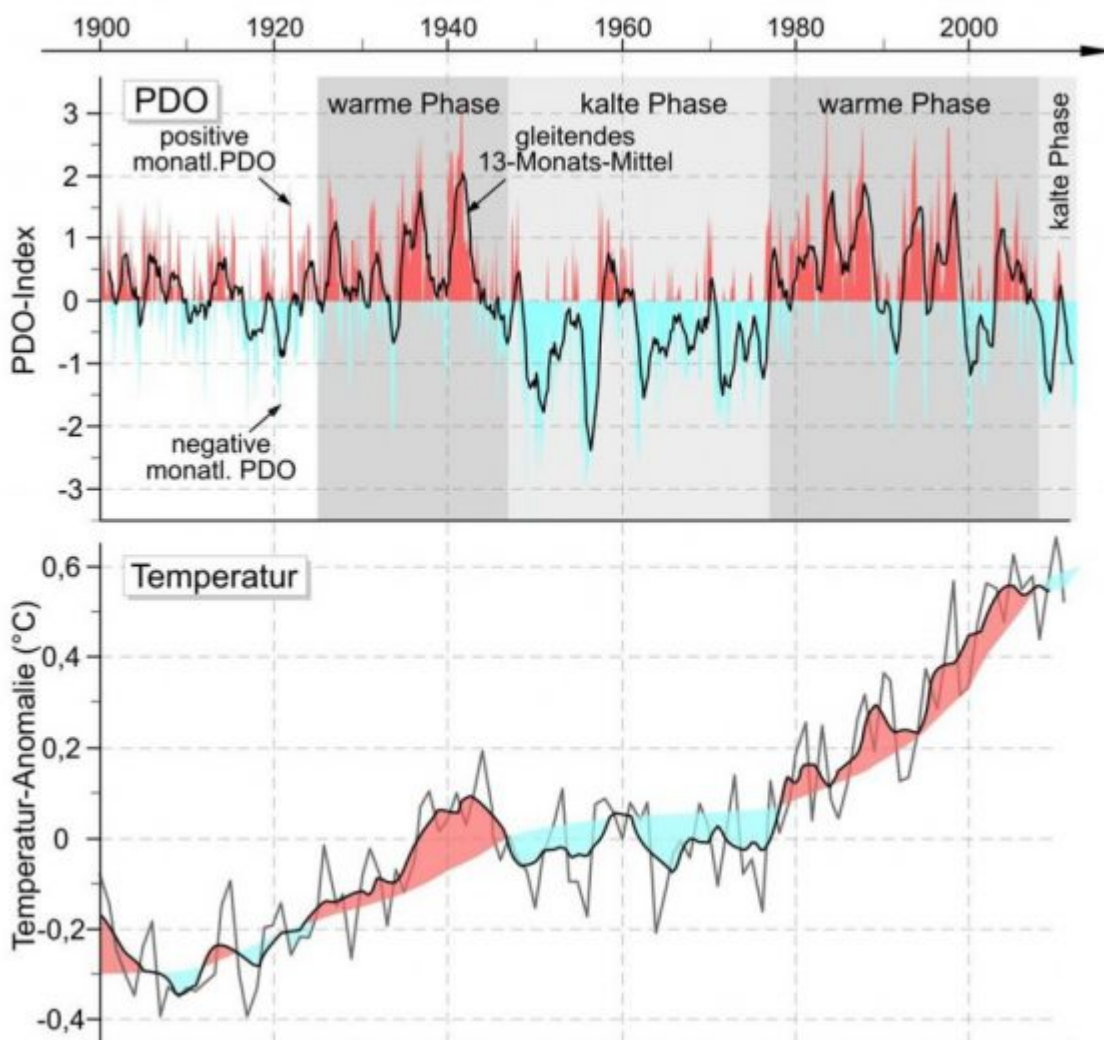 1900 1920 1940 1960 1980 2000
PDO
warme Phase
kalte Phase
warme Phase
kalte Phase
positive
monatl.PDO
gleitendes
13-Monats-Mittel
3
2
1
0
-1
-2
-3
PDO-Index
negative
monatl. PDO
Temperatur
0,6
0,4
0,2
0
-0,2
-0,4
Temperatur-Anomalie (°C)